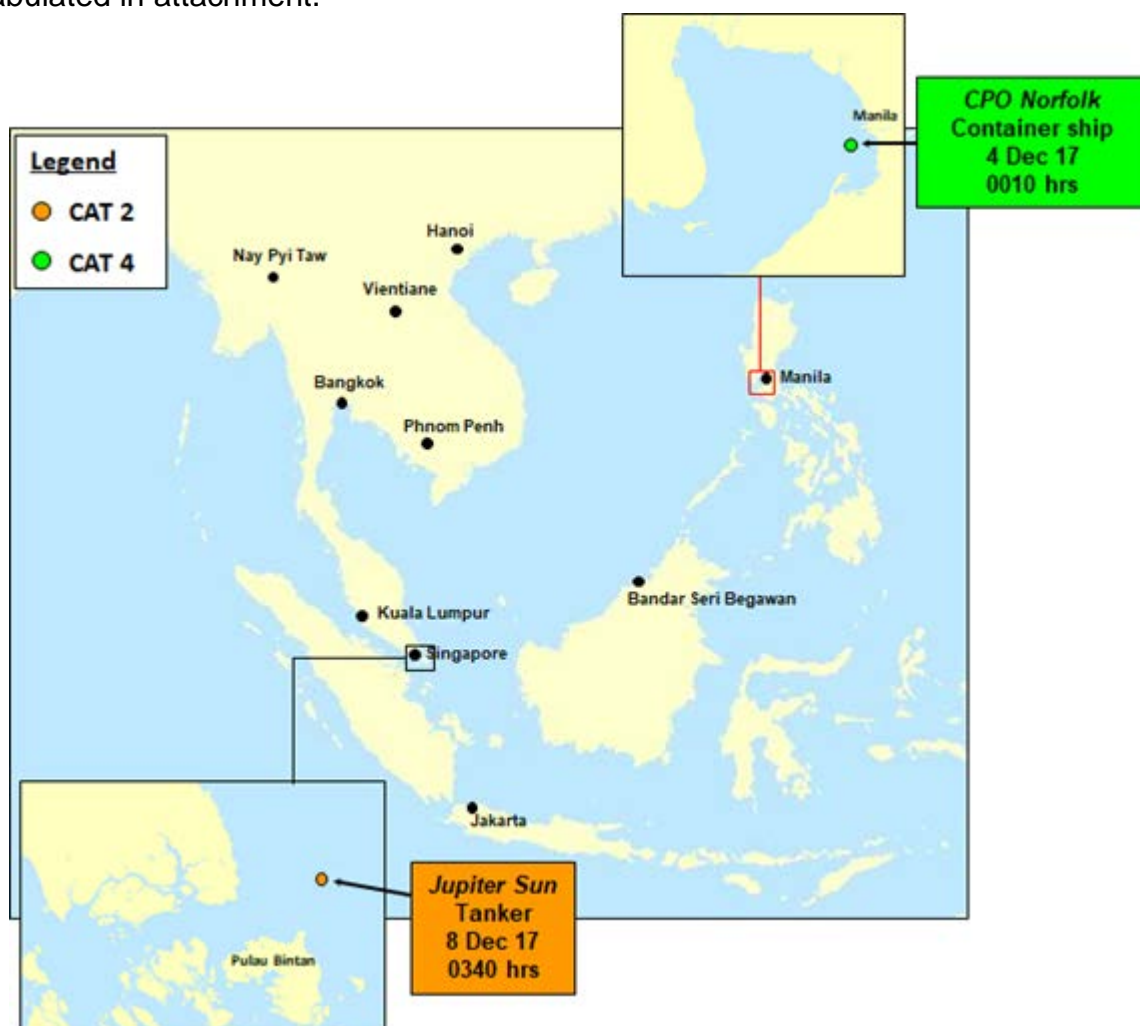 abulated in attachment.
Manila
CPO Norfolk
Container ship
4 Dec 17
0010 hrs
Legend
CAT 2
CAT 4
Hanoi
Nay Pyi Taw
Vientiane
Bangkok
Manila
Phnom Penh
Bandar Seri Begawan
Kuala Lumpur
Singapore
Jakarta
Jupiter Sun
Tanker
8 Dec 17
0340 hrs
Pulau Bintan